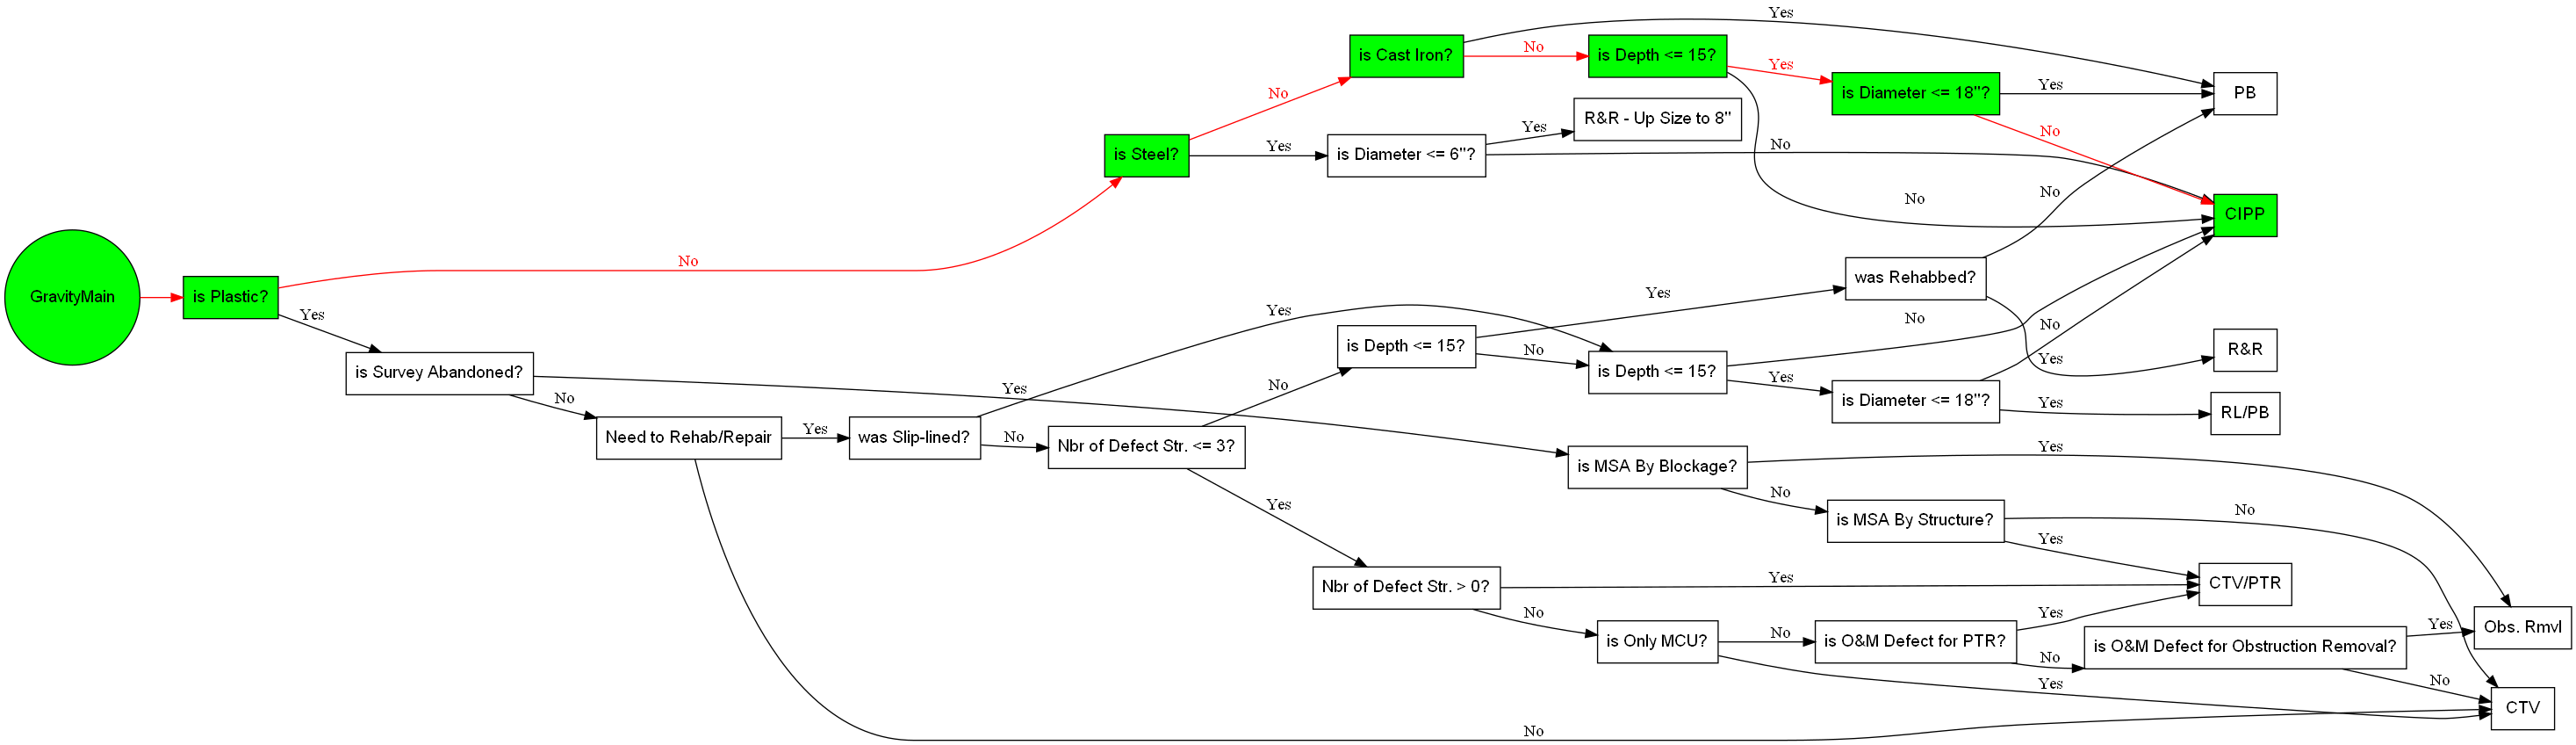 Yes
is Cast Iron?
No
is Depth <= 15?
Yes
is Diameter <= 18"?
Yes
PB
No
R&R - Up Size to 8"
Yes
No
is Steel?
Yes
is Diameter <= 6"?
No
No
No
CIPP
No
GravityMain
is Plastic?
No
Yes
was Rehabbed?
Yes
Yes
No
No
Yes
R&R
is Depth <= 15?
No
is Depth <= 15?
Yes
is Diameter <= 18"?
Yes
RL/PB
is Survey Abandoned?
Yes
No
No
Need to Rehab/Repair
Yes
was Slip-lined?
No
Nbr of Defect Str. <= 3?
Yes
is MSA By Blockage?
Yes
No
is MSA By Structure?
No
Yes
Nbr of Defect Str. > 0?
Yes
CTV/PTR
No
is Only MCU?
No
is O&M Defect for PTR?
Yes
No
is O&M Defect for Obstruction Removal?
Yes
Obs. Rmvl
Yes
No
CTV
No